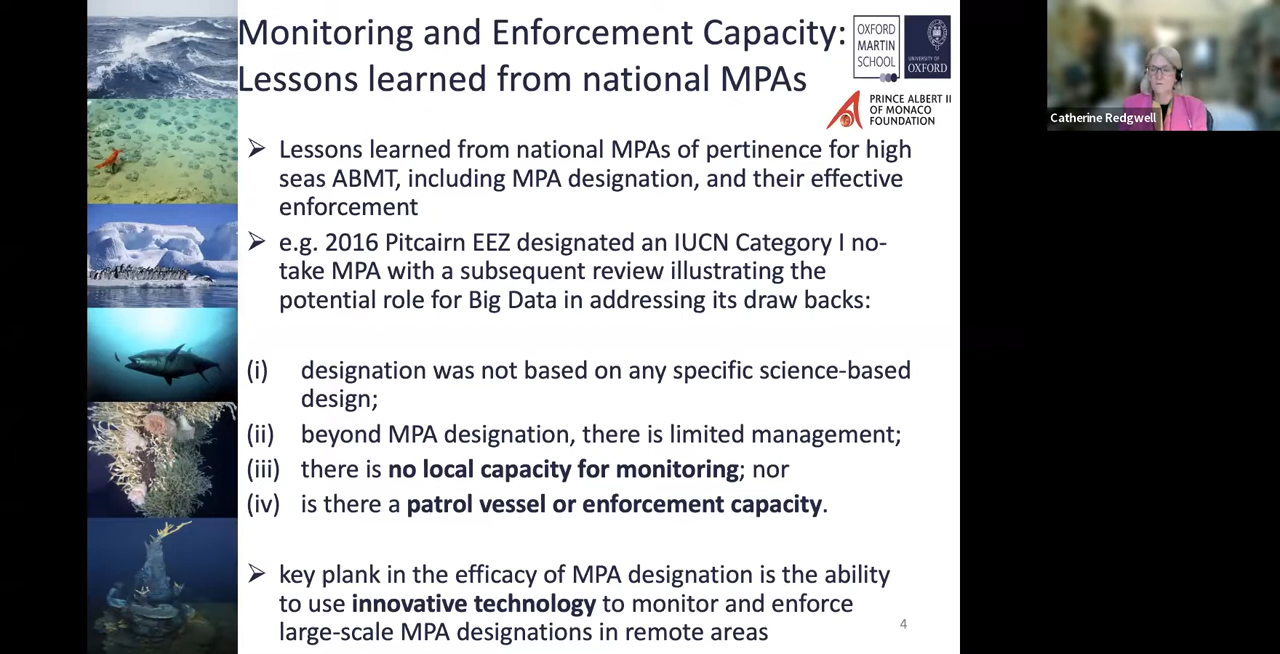 Monitoring and Enforcement Capacity:
Lessons learned from national MPAs
OXFORD
MARTIN
SCHOOL
UNIVERSITY OF
OXFORD
PRINCE ALBERT II
OF MONACO
FOUNDATION
Catherine Redgwell
➢ Lessons learned from national MPAs of pertinence for high
seas ABMT, including MPA designation, and their effective
enforcement
➢ e.g. 2016 Pitcairn EEZ designated an IUCN Category I no-
take MPA with a subsequent review illustrating the
potential role for Big Data in addressing its draw backs:
(i) designation was not based on any specific science-based
design;
(ii) beyond MPA designation, there is limited management;
(iii) there is no local capacity for monitoring; nor
(iv) is there a patrol vessel or enforcement capacity.
➢ key plank in the efficacy of MPA designation is the ability
to use innovative technology to monitor and enforce
large-scale MPA designations in remote areas
4